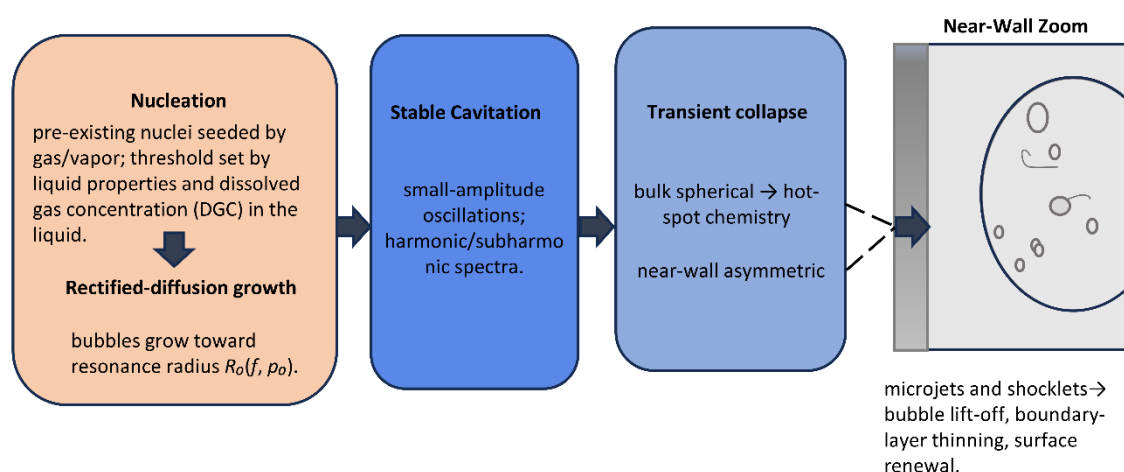 Nucleation
pre-existing nuclei seeded by
gas/vapor; threshold set by
liquid properties and dissolved
gas concentration (DGC) in the
liquid.
Rectified-diffusion growth
bubbles grow toward
resonance radius R₀(f, p₀).
Stable Cavitation
small-amplitude
oscillations;
harmonic/subharmo
nic spectra.
Transient collapse
bulk spherical → hot-
spot chemistry
near-wall asymmetric
Near-Wall Zoom
microjets and shocklets→
bubble lift-off, boundary-
layer thinning, surface
renewal.